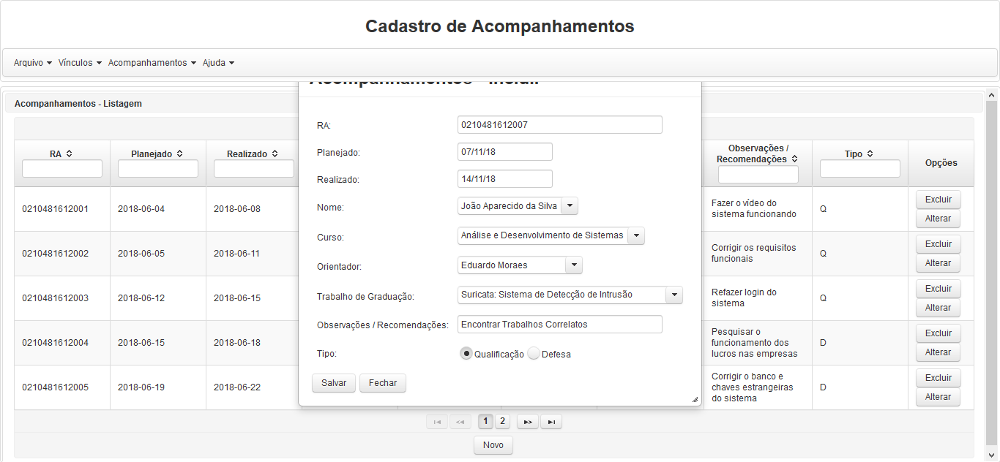 Cadastro de Acompanhamentos
Arquivo Vínculos Acompanhamentos Ajuda
Acompanhamentos - Listagem
RA Planejado Realizado Observações / Recomendações Tipo Opções
0210481612001 2018-06-04 2018-06-08 Fazer o vídeo do sistema funcionando Q Excluir Alterar
0210481612002 2018-06-05 2018-06-11 Corrigir os requisitos funcionais Q Excluir Alterar
0210481612003 2018-06-12 2018-06-15 Refazer login do sistema Q Excluir Alterar
0210481612004 2018-06-15 2018-06-18 Pesquisar o funcionamento dos lucros nas empresas D Excluir Alterar
0210481612005 2018-06-19 2018-06-22 Corrigir o banco e chaves estrangeiras do sistema D Excluir Alterar
1 2
Novo
Acompanhamentos - Incluir
RA: 0210481612007
Planejado: 07/11/18
Realizado: 14/11/18
Nome: João Aparecido da Silva
Curso: Análise e Desenvolvimento de Sistemas
Orientador: Eduardo Moraes
Trabalho de Graduação: Suricata: Sistema de Detecção de Intrusão
Observações / Recomendações: Encontrar Trabalhos Correlatos
Tipo: Qualificação Defesa
Salvar Fechar